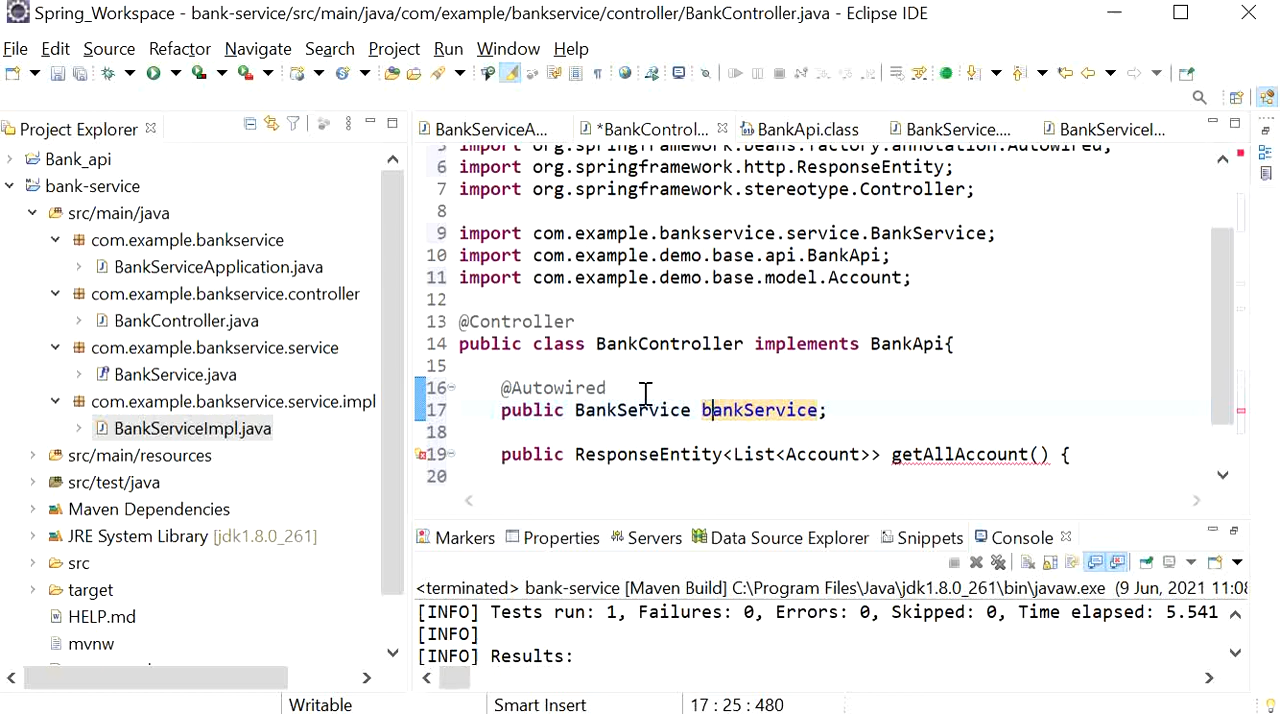 Spring_Workspace - bank-service/src/main/java/com/example/bankservice/controller/BankController.java - Eclipse IDE
File Edit Source Refactor Navigate Search Project Run Window Help
Project Explorer
BankServiceA...
*BankControl...
BankApi.class
BankService....
BankServiceI...
Bank_api
bank-service
src/main/java
com.example.bankservice
BankServiceApplication.java
com.example.bankservice.controller
BankController.java
com.example.bankservice.service
BankService.java
com.example.bankservice.service.impl
BankServiceImpl.java
src/main/resources
src/test/java
Maven Dependencies
JRE System Library [jdk1.8.0_261]
src
target
HELP.md
mvnw
5 import org.springframework.beans.factory.annotation.Autowired;
6 import org.springframework.http.ResponseEntity;
7 import org.springframework.stereotype.Controller;
8
9 import com.example.bankservice.service.BankService;
10 import com.example.demo.base.api.BankApi;
11 import com.example.demo.base.model.Account;
12
13 @Controller
14 public class BankController implements BankApi{
15
16 @Autowired
17 public BankService bankService;
18
19 public ResponseEntity<List<Account>> getAllAccount() {
20
Markers Properties Servers Data Source Explorer Snippets Console
<terminated> bank-service [Maven Build] C:\Program Files\Java\jdk1.8.0_261\bin\javaw.exe (9 Jun, 2021 11:08
[INFO] Tests run: 1, Failures: 0, Errors: 0, Skipped: 0, Time elapsed: 5.541
[INFO]
[INFO] Results:
Writable
Smart Insert
17 : 25 : 480